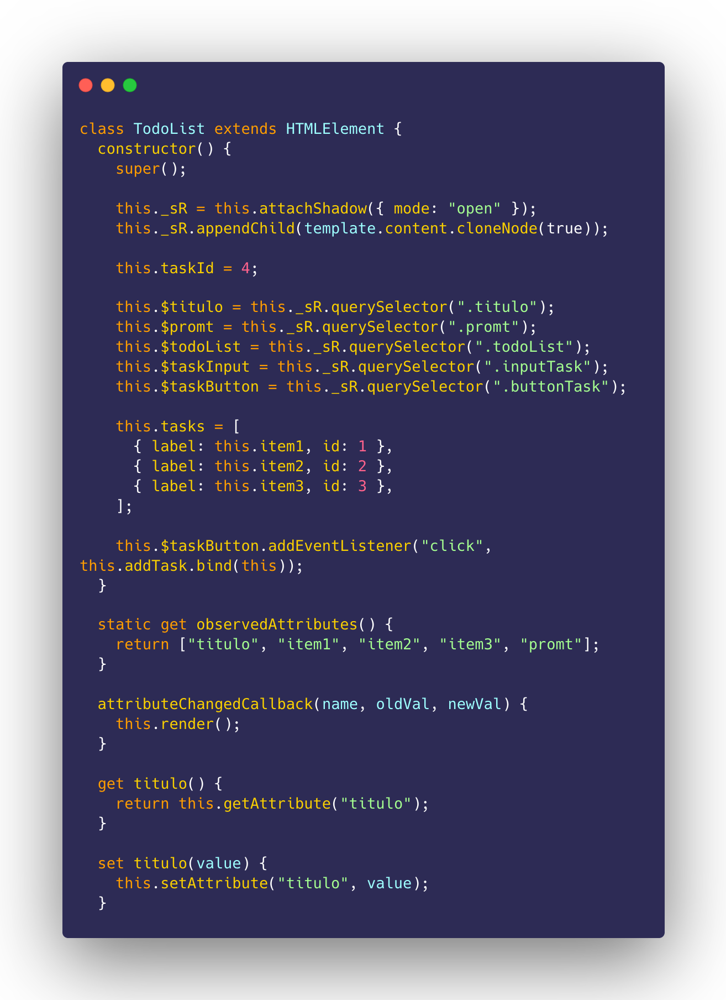 class TodoList extends HTMLElement {
  constructor() {
    super();

    this._sR = this.attachShadow({ mode: "open" });
    this._sR.appendChild(template.content.cloneNode(true));

    this.taskId = 4;

    this.$titulo = this._sR.querySelector(".titulo");
    this.$promt = this._sR.querySelector(".promt");
    this.$todoList = this._sR.querySelector(".todoList");
    this.$taskInput = this._sR.querySelector(".inputTask");
    this.$taskButton = this._sR.querySelector(".buttonTask");

    this.tasks = [
      { label: this.item1, id: 1 },
      { label: this.item2, id: 2 },
      { label: this.item3, id: 3 },
    ];

    this.$taskButton.addEventListener("click",
this.addTask.bind(this));
  }

  static get observedAttributes() {
    return ["titulo", "item1", "item2", "item3", "promt"];
  }

  attributeChangedCallback(name, oldVal, newVal) {
    this.render();
  }

  get titulo() {
    return this.getAttribute("titulo");
  }

  set titulo(value) {
    this.setAttribute("titulo", value);
  }